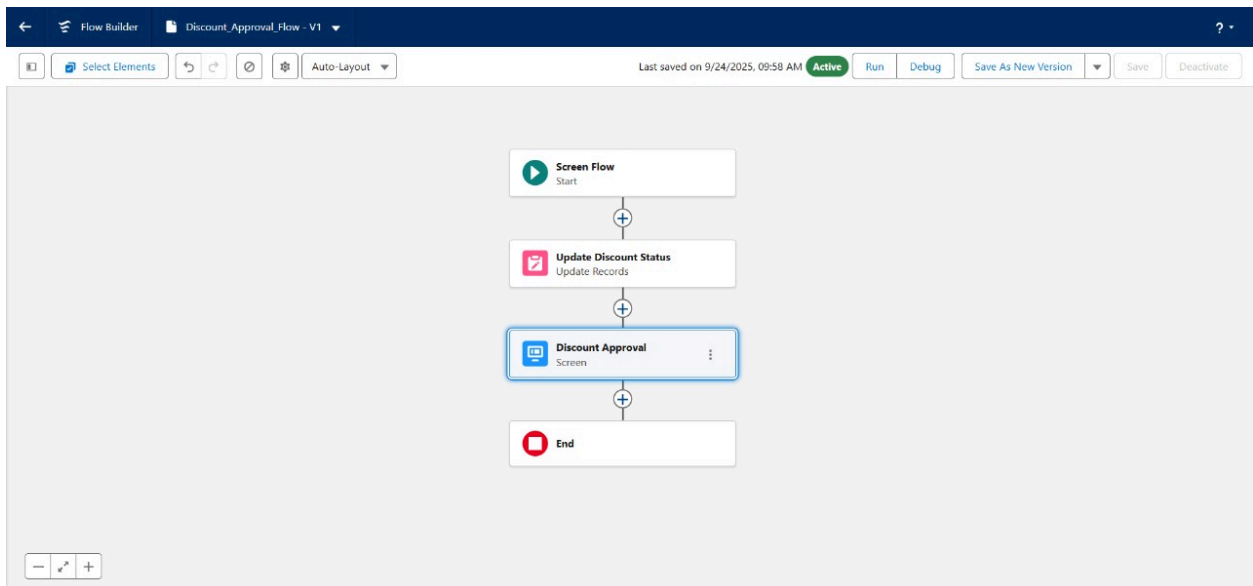 Flow Builder Discount_Approval_Flow - V1 ?
Select Elements Auto-Layout Last saved on 9/24/2025, 09:58 AM Active Run Debug Save As New Version Save Deactivate
Screen Flow
Start
Update Discount Status
Update Records
Discount Approval
Screen
End